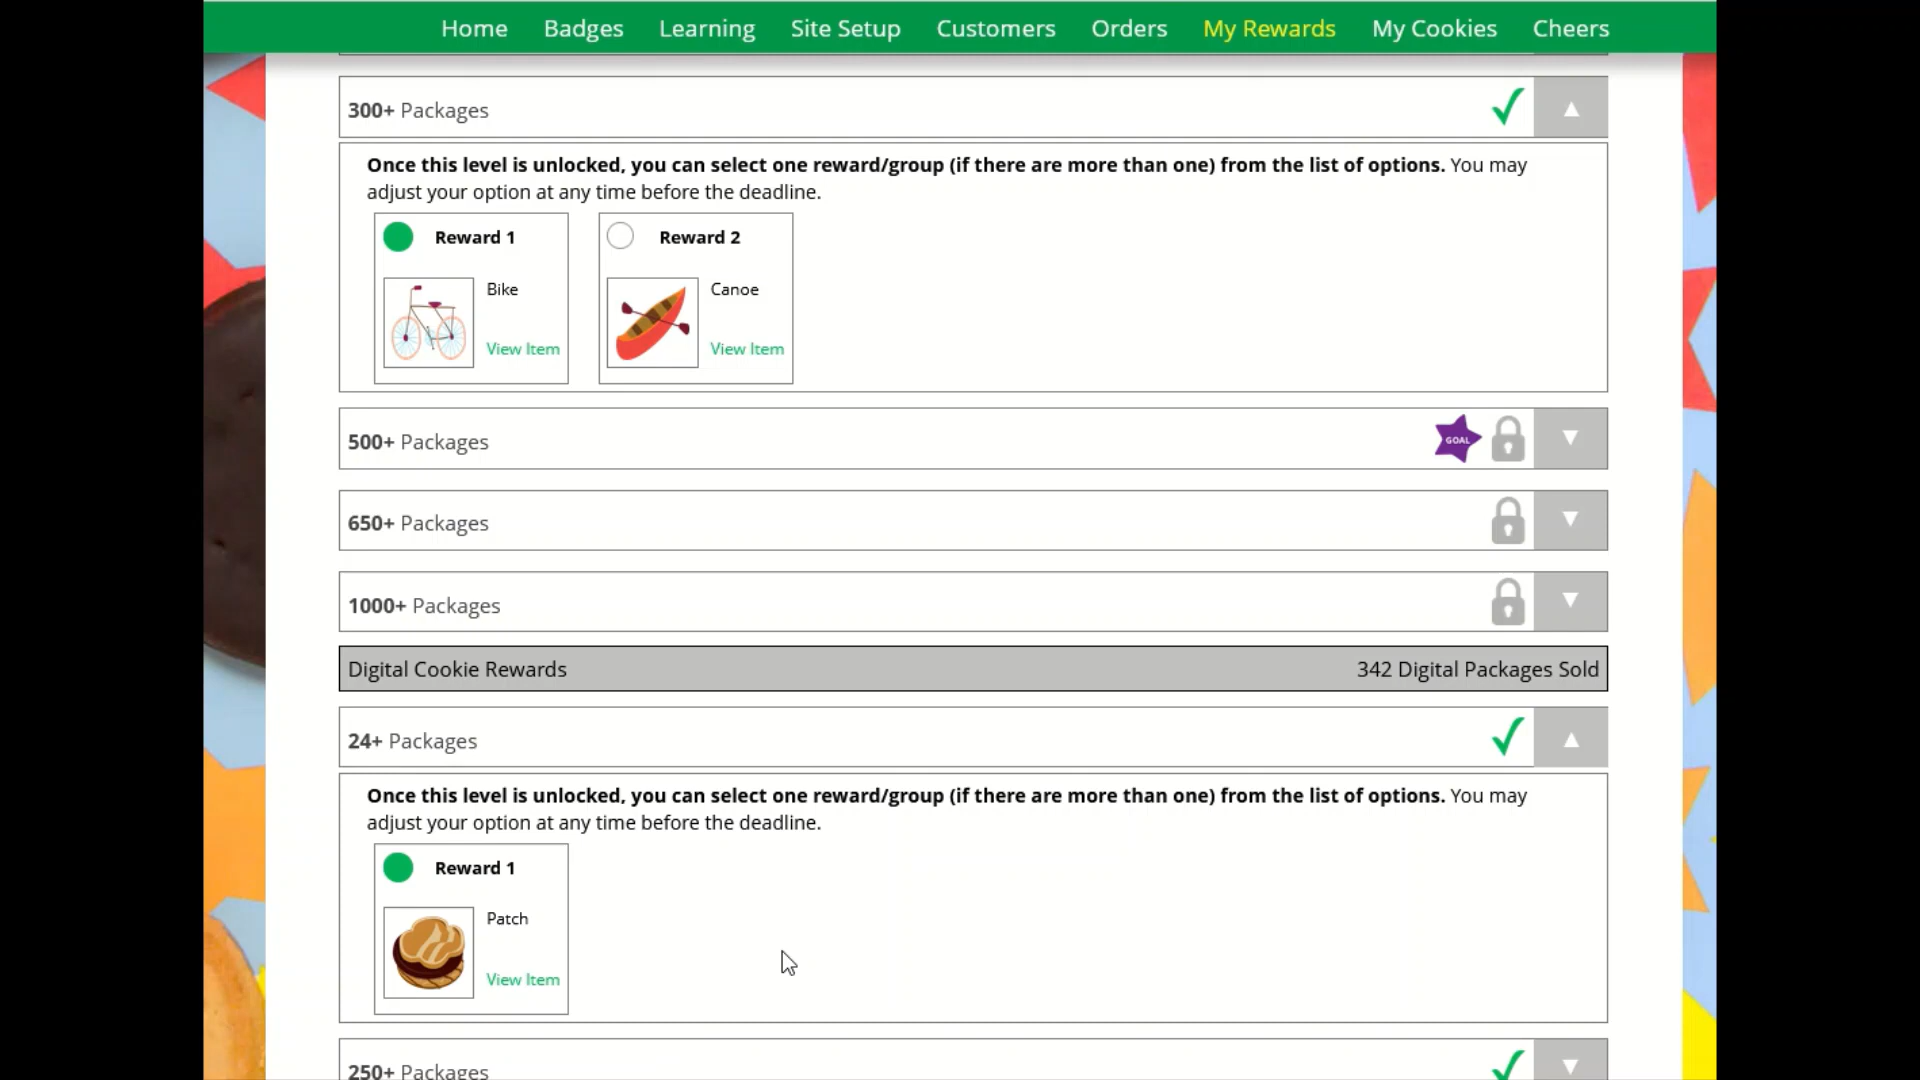 Home Badges Learning Site Setup Customers Orders My Rewards My Cookies Cheers
300+ Packages
Once this level is unlocked, you can select one reward/group (if there are more than one) from the list of options. You may
adjust your option at any time before the deadline.
Reward 1 Reward 2
Bike Canoe
View Item View Item
500+ Packages GOAL
650+ Packages
1000+ Packages
Digital Cookie Rewards 342 Digital Packages Sold
24+ Packages
Once this level is unlocked, you can select one reward/group (if there are more than one) from the list of options. You may
adjust your option at any time before the deadline.
Reward 1
Patch
View Item
250+ Packages